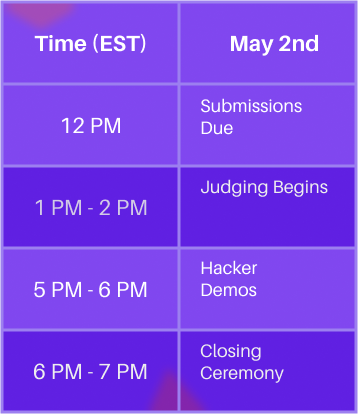 Time (EST)
May 2nd
12 PM
Submissions
Due
1 PM - 2 PM
Judging Begins
5 PM - 6 PM
Hacker
Demos
6 PM - 7 PM
Closing
Ceremony